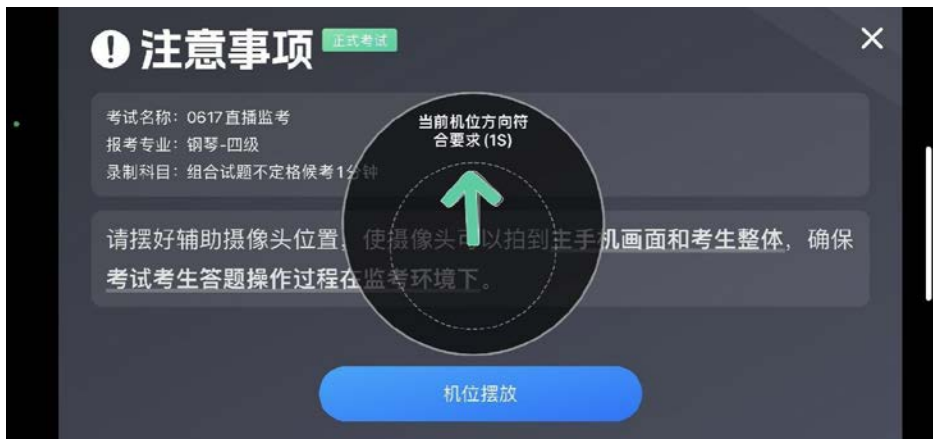 注意事项 正式考试
考试名称：0617直播监考
报考专业：钢琴-四级
录制科目：组合试题不定格候考1分钟
当前机位方向符
合要求(1S)
请摆好辅助摄像头位置，使摄像头可以拍到主手机画面和考生整体，确保
考试考生答题操作过程在监考环境下。
机位摆放